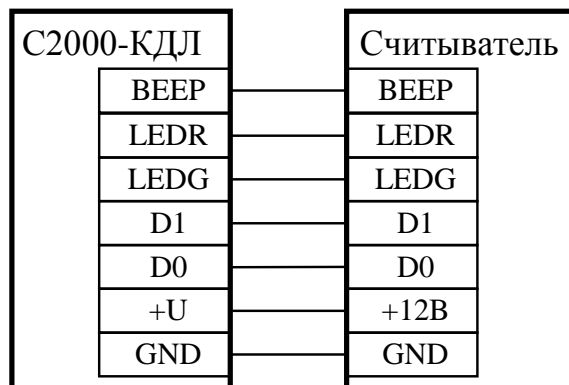 С2000-КДЛ
BEEP
LEDR
LEDG
D1
D0
+U
GND
Считыватель
BEEP
LEDR
LEDG
D1
D0
+12В
GND